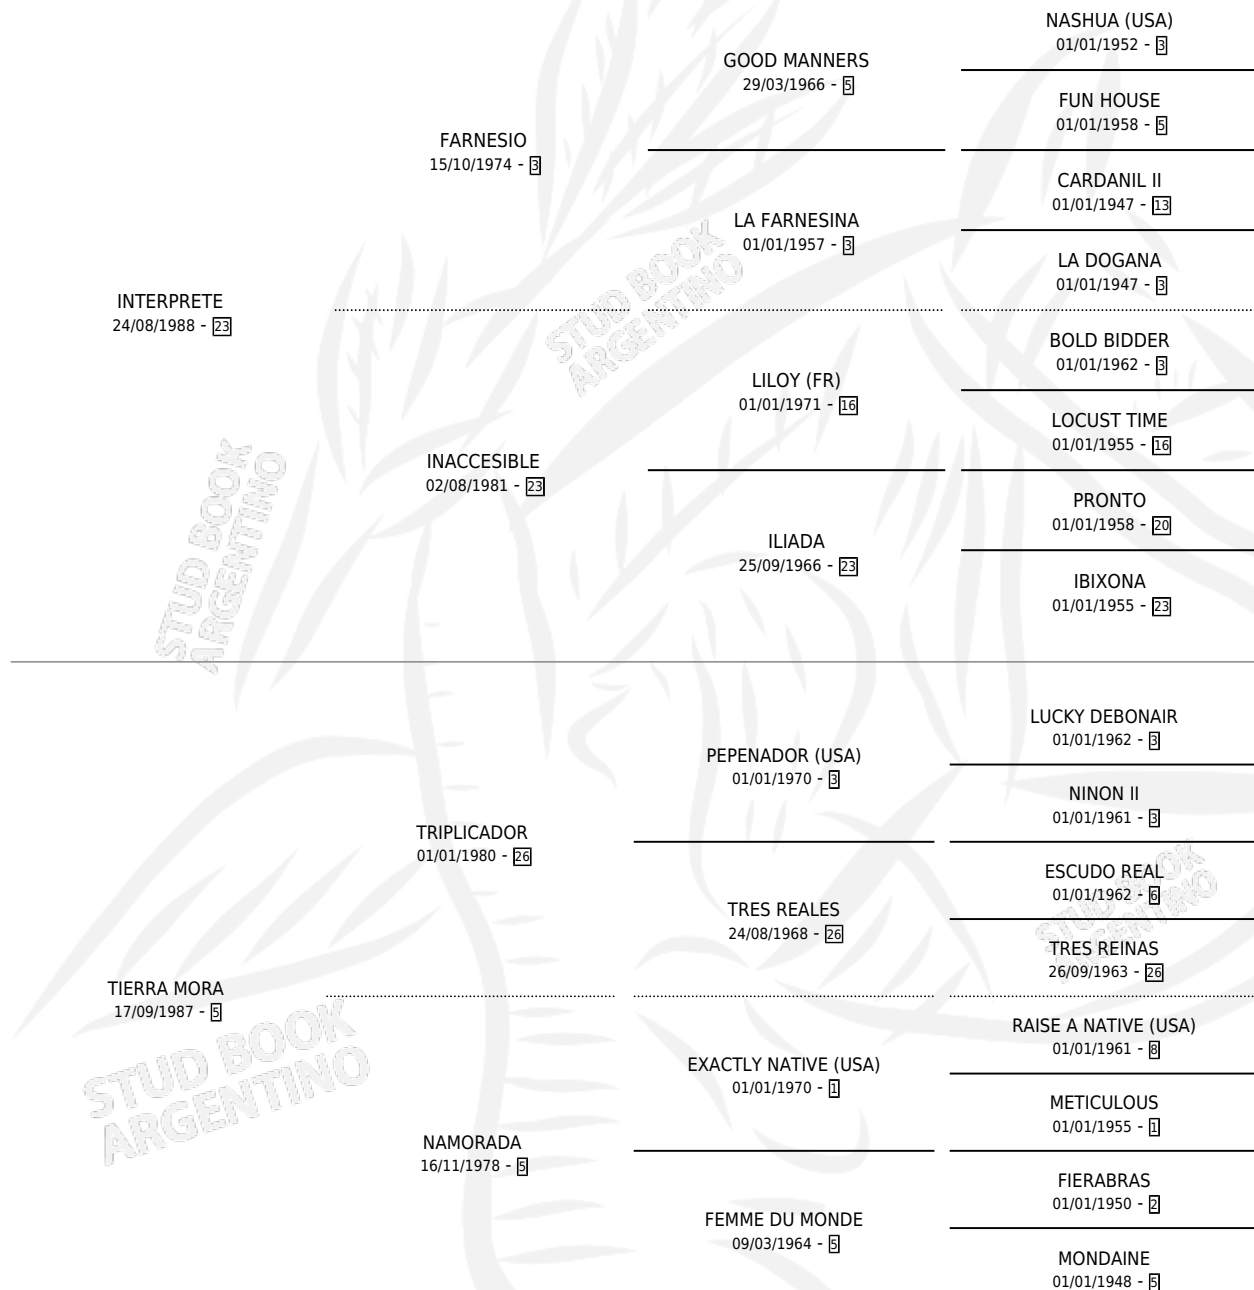 NASHUA (USA)
01/01/1952 - 3
GOOD MANNERS
29/03/1966 - 5
FUN HOUSE
01/01/1958 - 5
FARNESIO
15/10/1974 - 3
CARDANIL II
01/01/1947 - 13
LA FARNESINA
01/01/1957 - 3
LA DOGANA
01/01/1947 - 3
INTERPRETE
24/08/1988 - 23
BOLD BIDDER
01/01/1962 - 3
LILOY (FR)
01/01/1971 - 16
LOCUST TIME
01/01/1955 - 16
INACCESIBLE
02/08/1981 - 23
PRONTO
01/01/1958 - 20
ILIADA
25/09/1966 - 23
IBIXONA
01/01/1955 - 23
STUD BOOK
ARGENTINO
STUD BOOK
ARGENTINO
LUCKY DEBONAIR
01/01/1962 - 3
PEPENADOR (USA)
01/01/1970 - 3
NINON II
01/01/1961 - 3
TRIPLICADOR
01/01/1980 - 26
ESCUDO REAL
01/01/1962 - 6
TRES REALES
24/08/1968 - 26
TRES REINAS
26/09/1963 - 26
TIERRA MORA
17/09/1987 - 5
RAISE A NATIVE (USA)
01/01/1961 - 8
EXACTLY NATIVE (USA)
01/01/1970 - 1
METICULOUS
01/01/1955 - 1
NAMORADA
16/11/1978 - 5
FIERABRAS
01/01/1950 - 2
FEMME DU MONDE
09/03/1964 - 5
MONDAINE
01/01/1948 - 5
STUD BOOK
ARGENTINO
STUD BOOK
ARGENTINO